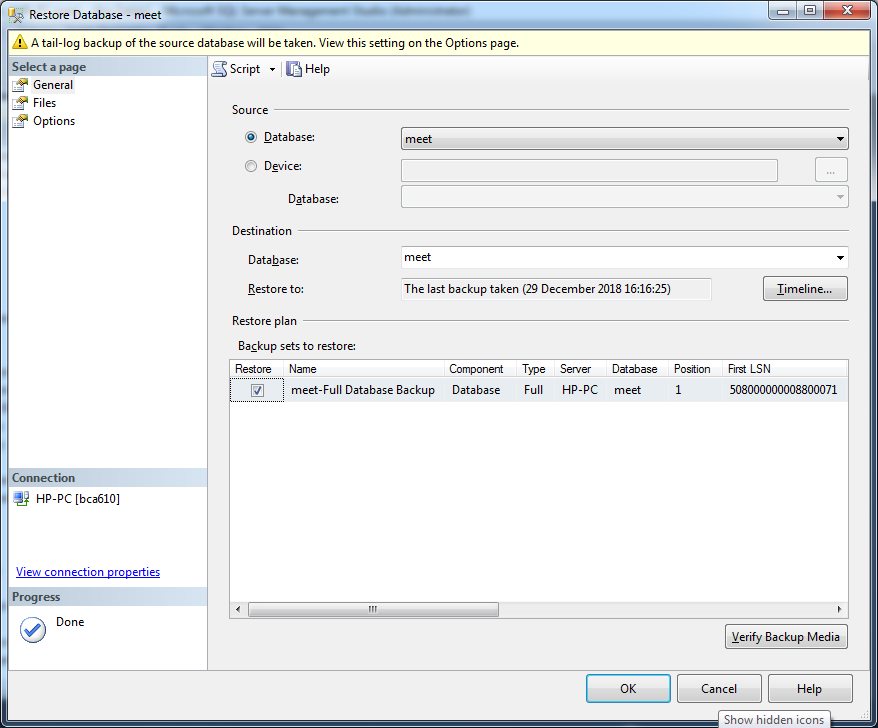 Restore Database - meet
A tail-log backup of the source database will be taken. View this setting on the Options page.
Select a page
General
Files
Options
Script
Help
Source
Database:
meet
Device:
...
Database:
Destination
Database:
meet
Restore to:
The last backup taken (29 December 2018 16:16:25)
Timeline...
Restore plan
Backup sets to restore:
Restore Name Component Type Server Database Position First LSN
meet-Full Database Backup Database Full HP-PC meet 1 508000000008800071
Connection
HP-PC [bca610]
View connection properties
Progress
Done
Verify Backup Media
OK
Cancel
Help
Show hidden icons